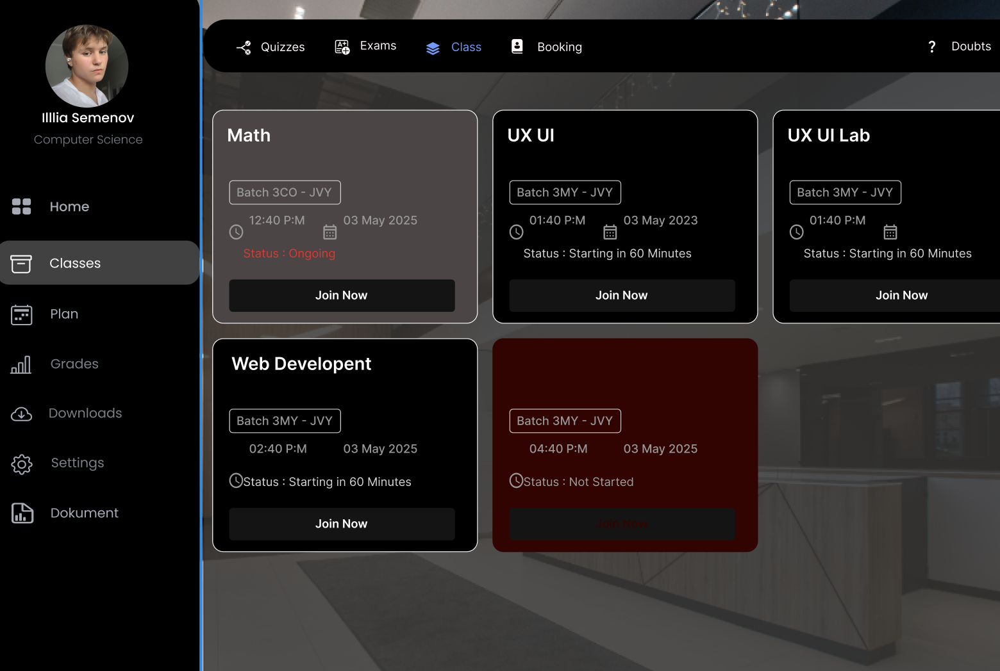 Quizzes
Exams
Class
Booking
? Doubts
Illlia Semenov
Computer Science
Home
Classes
Plan
Grades
Downloads
Settings
Dokument
Math
Batch 3CO - JVY
12:40 P:M 03 May 2025
Status : Ongoing
Join Now
UX UI
Batch 3MY - JVY
01:40 P:M 03 May 2023
Status : Starting in 60 Minutes
Join Now
UX UI Lab
Batch 3MY - JVY
01:40 P:M
Status : Starting in 60 Minutes
Join Now
Web Developent
Batch 3MY - JVY
02:40 P:M 03 May 2025
Status : Starting in 60 Minutes
Join Now
Batch 3MY - JVY
04:40 P:M 03 May 2025
Status : Not Started
Join Now